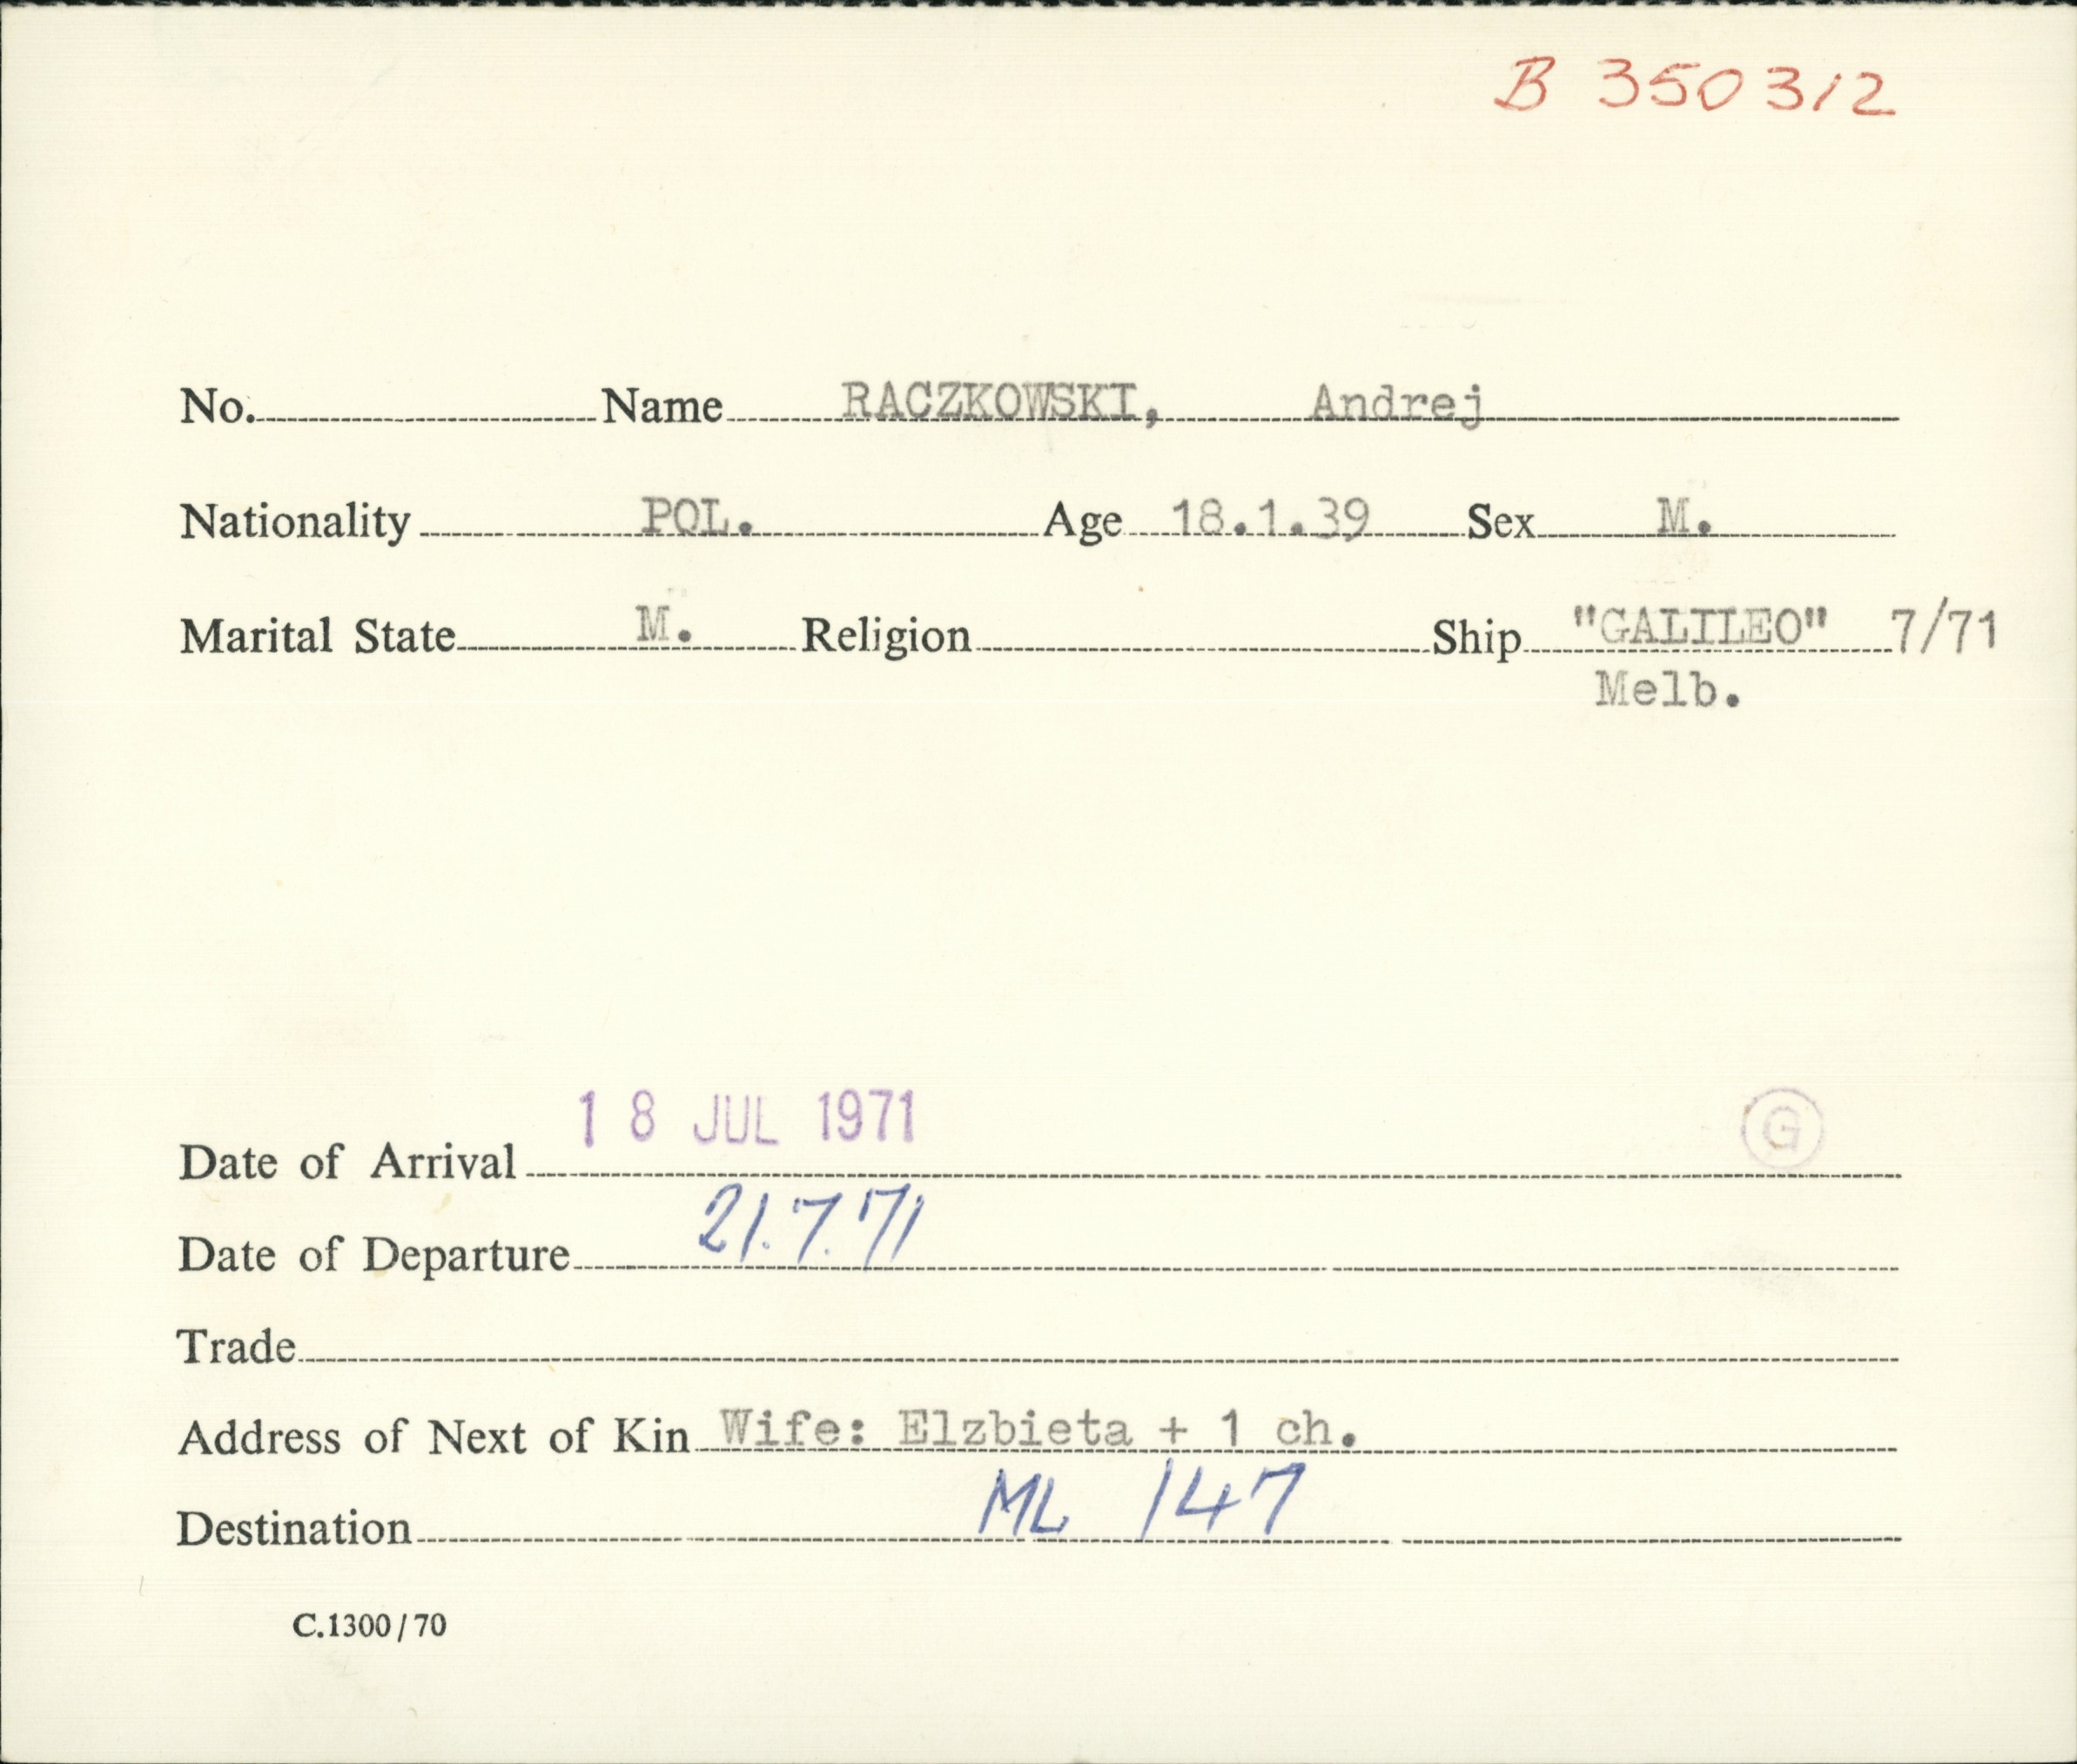 B 350312
No. Name RACZKOWSKI, Andrej
Nationality POL. Age 18.1.39 Sex M.
Marital State M. Religion Ship "GALILEO" 7/71
Melb.
18 JUL 1971 G
Date of Arrival
Date of Departure 21.7.71
Trade
Address of Next of Kin Wife: Elzbieta + 1 ch.
Destination ML 147
C.1300/70